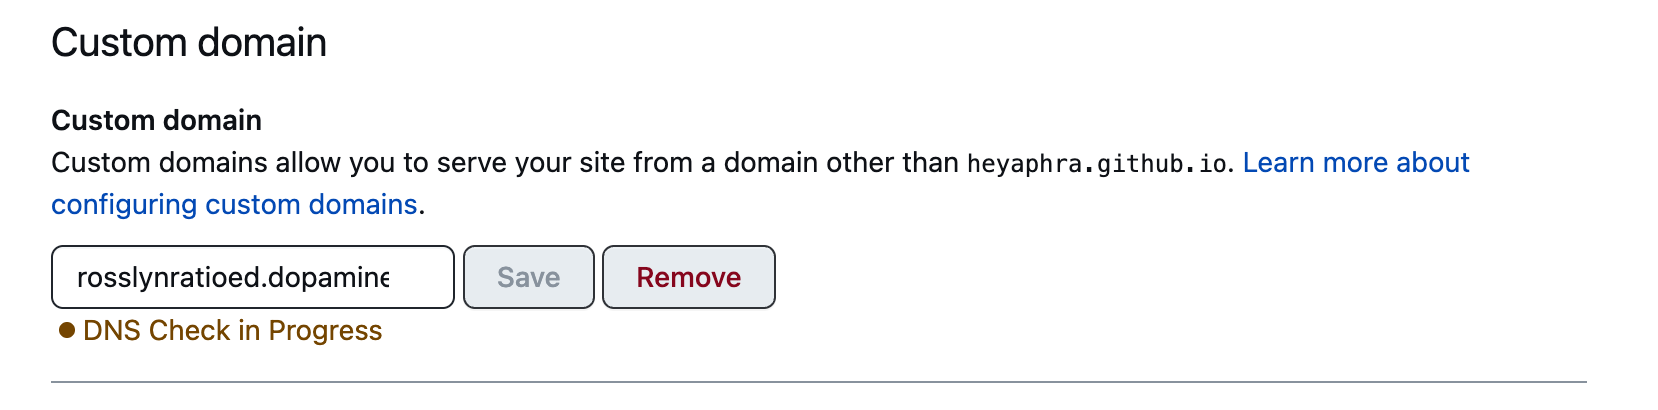 Custom domain
Custom domain
Custom domains allow you to serve your site from a domain other than heyaphra.github.io. Learn more about
configuring custom domains.
rosslynratioed.dopamine
Save
Remove
DNS Check in Progress